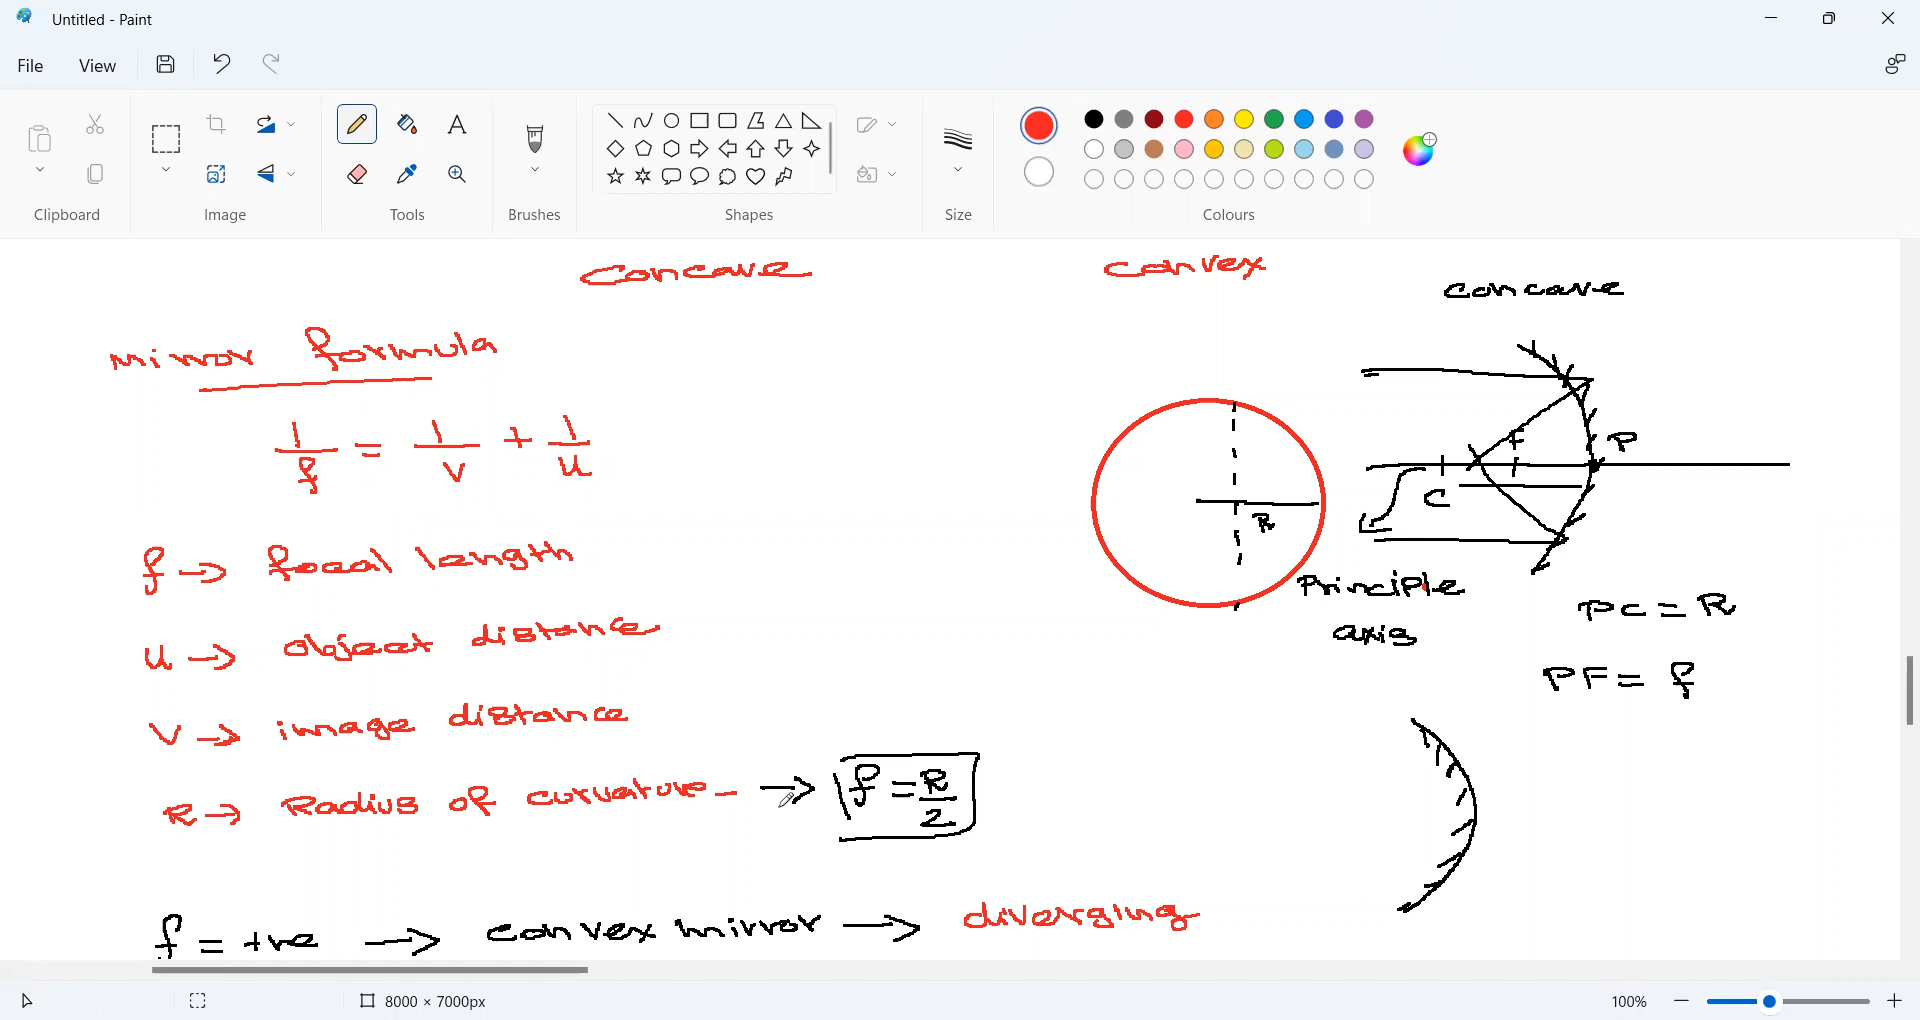 Untitled - Paint
File
View
Clipboard
Image
Tools
Brushes
Shapes
Size
Colours
Concave
Convex
concave
mirror formula
1/f = 1/v + 1/u
f → focal length
u → object distance
v → image distance
R → Radius of curvature → f = R/2
f = +ve → convex mirror → diverging
R
F
P
C
Principle
axis
PC = R
PF = f
8000 × 7000px
100%